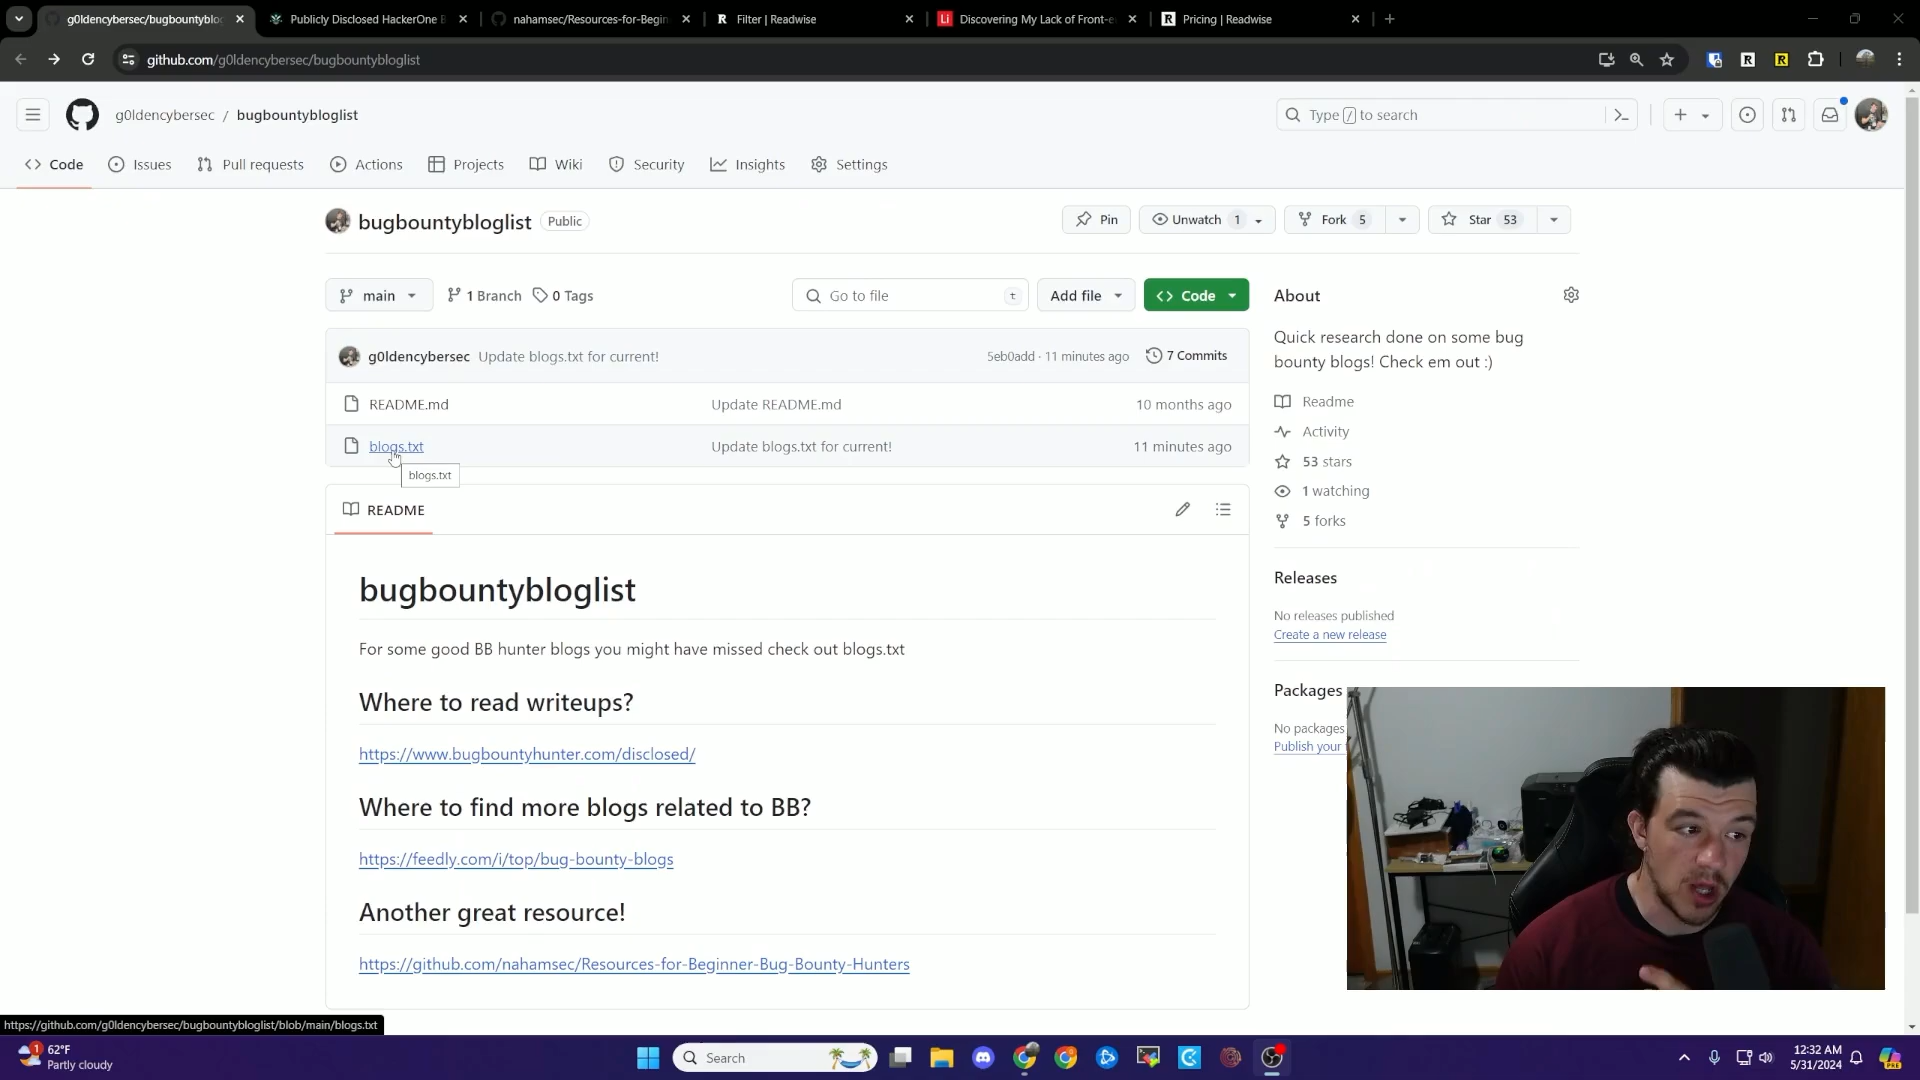 g0ldencybersec/bugbountyblog
Publicly Disclosed HackerOne B
nahamsec/Resources-for-Begin
Filter | Readwise
Discovering My Lack of Front-e
Pricing | Readwise
github.com/g0ldencybersec/bugbountybloglist
g0ldencybersec / bugbountybloglist
Type / to search
Code
Issues
Pull requests
Actions
Projects
Wiki
Security
Insights
Settings
bugbountybloglist Public
Pin
Unwatch 1
Fork 5
Star 53
main
1 Branch
0 Tags
Go to file t
Add file
Code
g0ldencybersec Update blogs.txt for current! 5eb0add · 11 minutes ago 7 Commits
README.md Update README.md 10 months ago
blogs.txt Update blogs.txt for current! 11 minutes ago
blogs.txt
README
bugbountybloglist
For some good BB hunter blogs you might have missed check out blogs.txt
Where to read writeups?
https://www.bugbountyhunter.com/disclosed/
Where to find more blogs related to BB?
https://feedly.com/i/top/bug-bounty-blogs
Another great resource!
https://github.com/nahamsec/Resources-for-Beginner-Bug-Bounty-Hunters
About
Quick research done on some bug
bounty blogs! Check em out :)
Readme
Activity
53 stars
1 watching
5 forks
Releases
No releases published
Create a new release
Packages
No packages
Publish your
https://github.com/g0ldencybersec/bugbountybloglist/blob/main/blogs.txt
1
62°F
Partly cloudy
Search
12:32 AM
5/31/2024
PRE